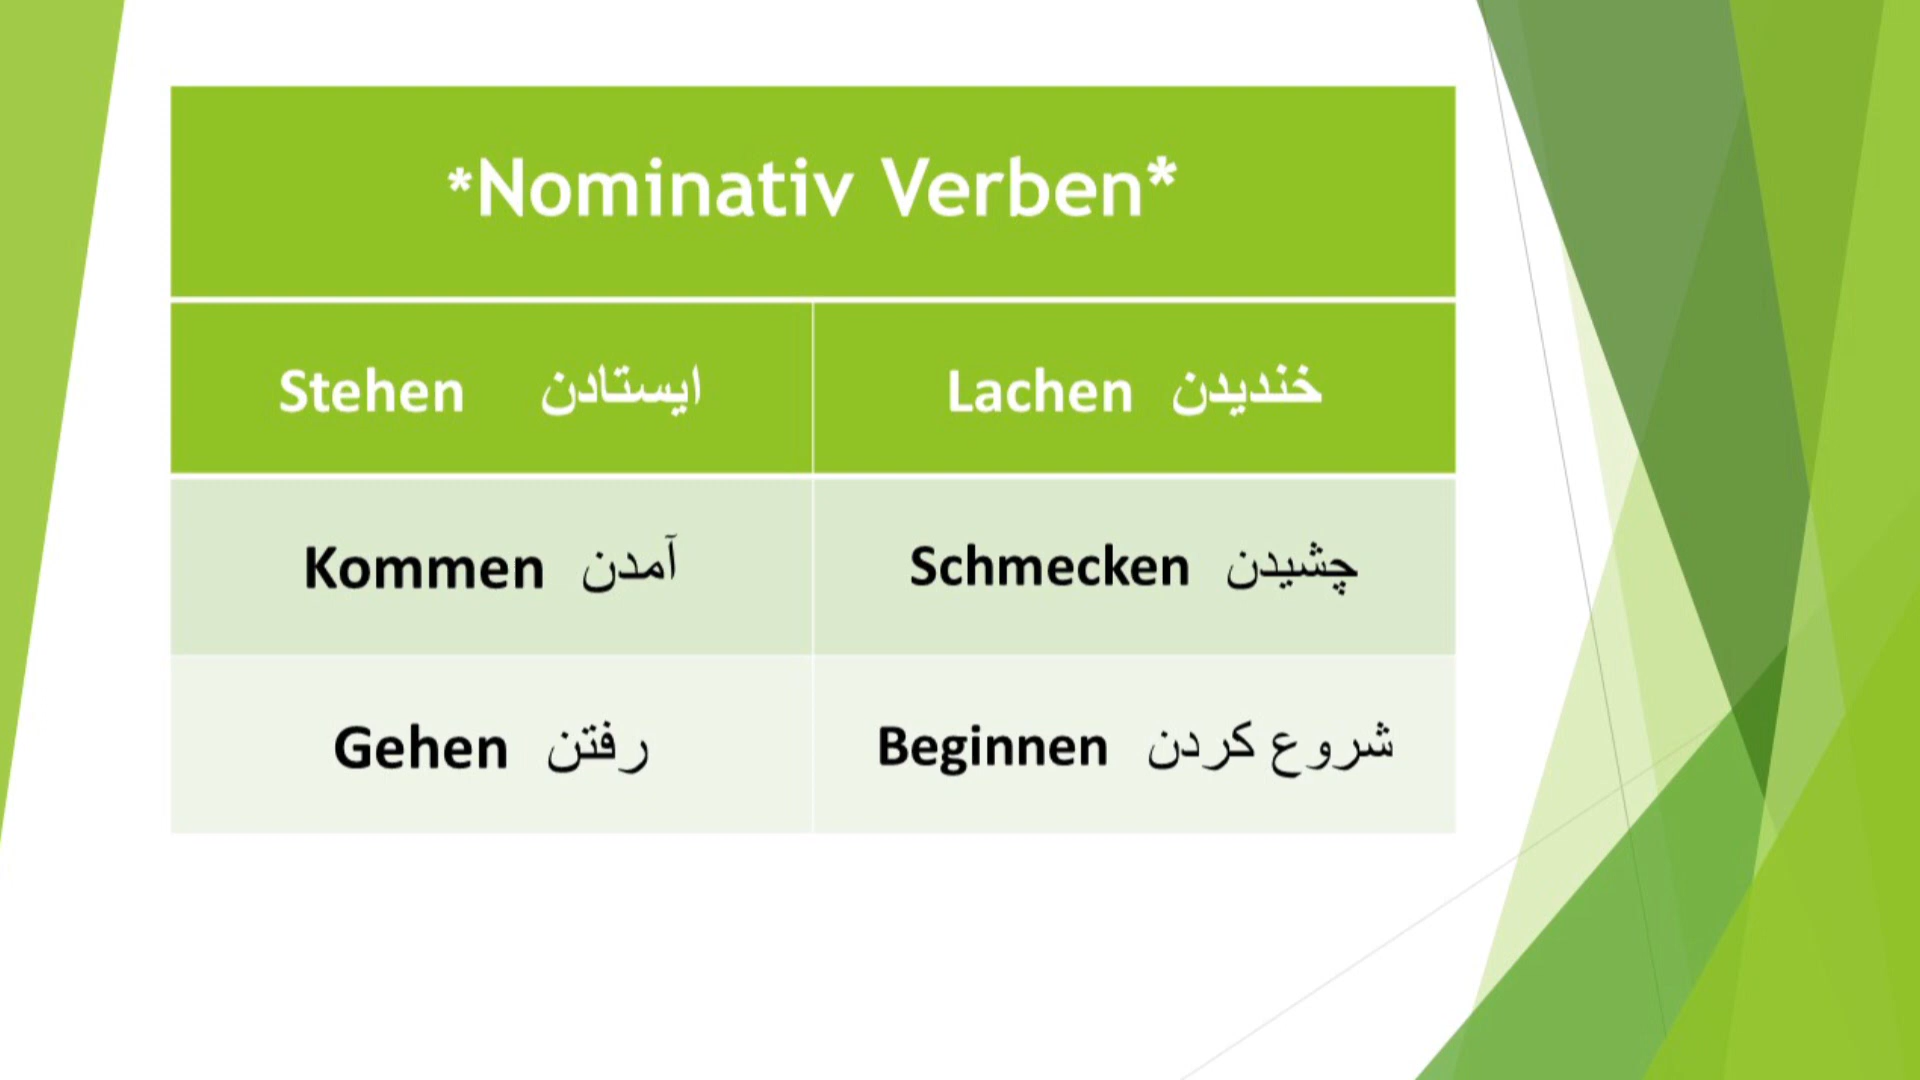 *Nominativ Verben*
Stehen ایستادن
Lachen خندیدن
Kommen آمدن
Schmecken چشیدن
Gehen رفتن
Beginnen شروع کردن